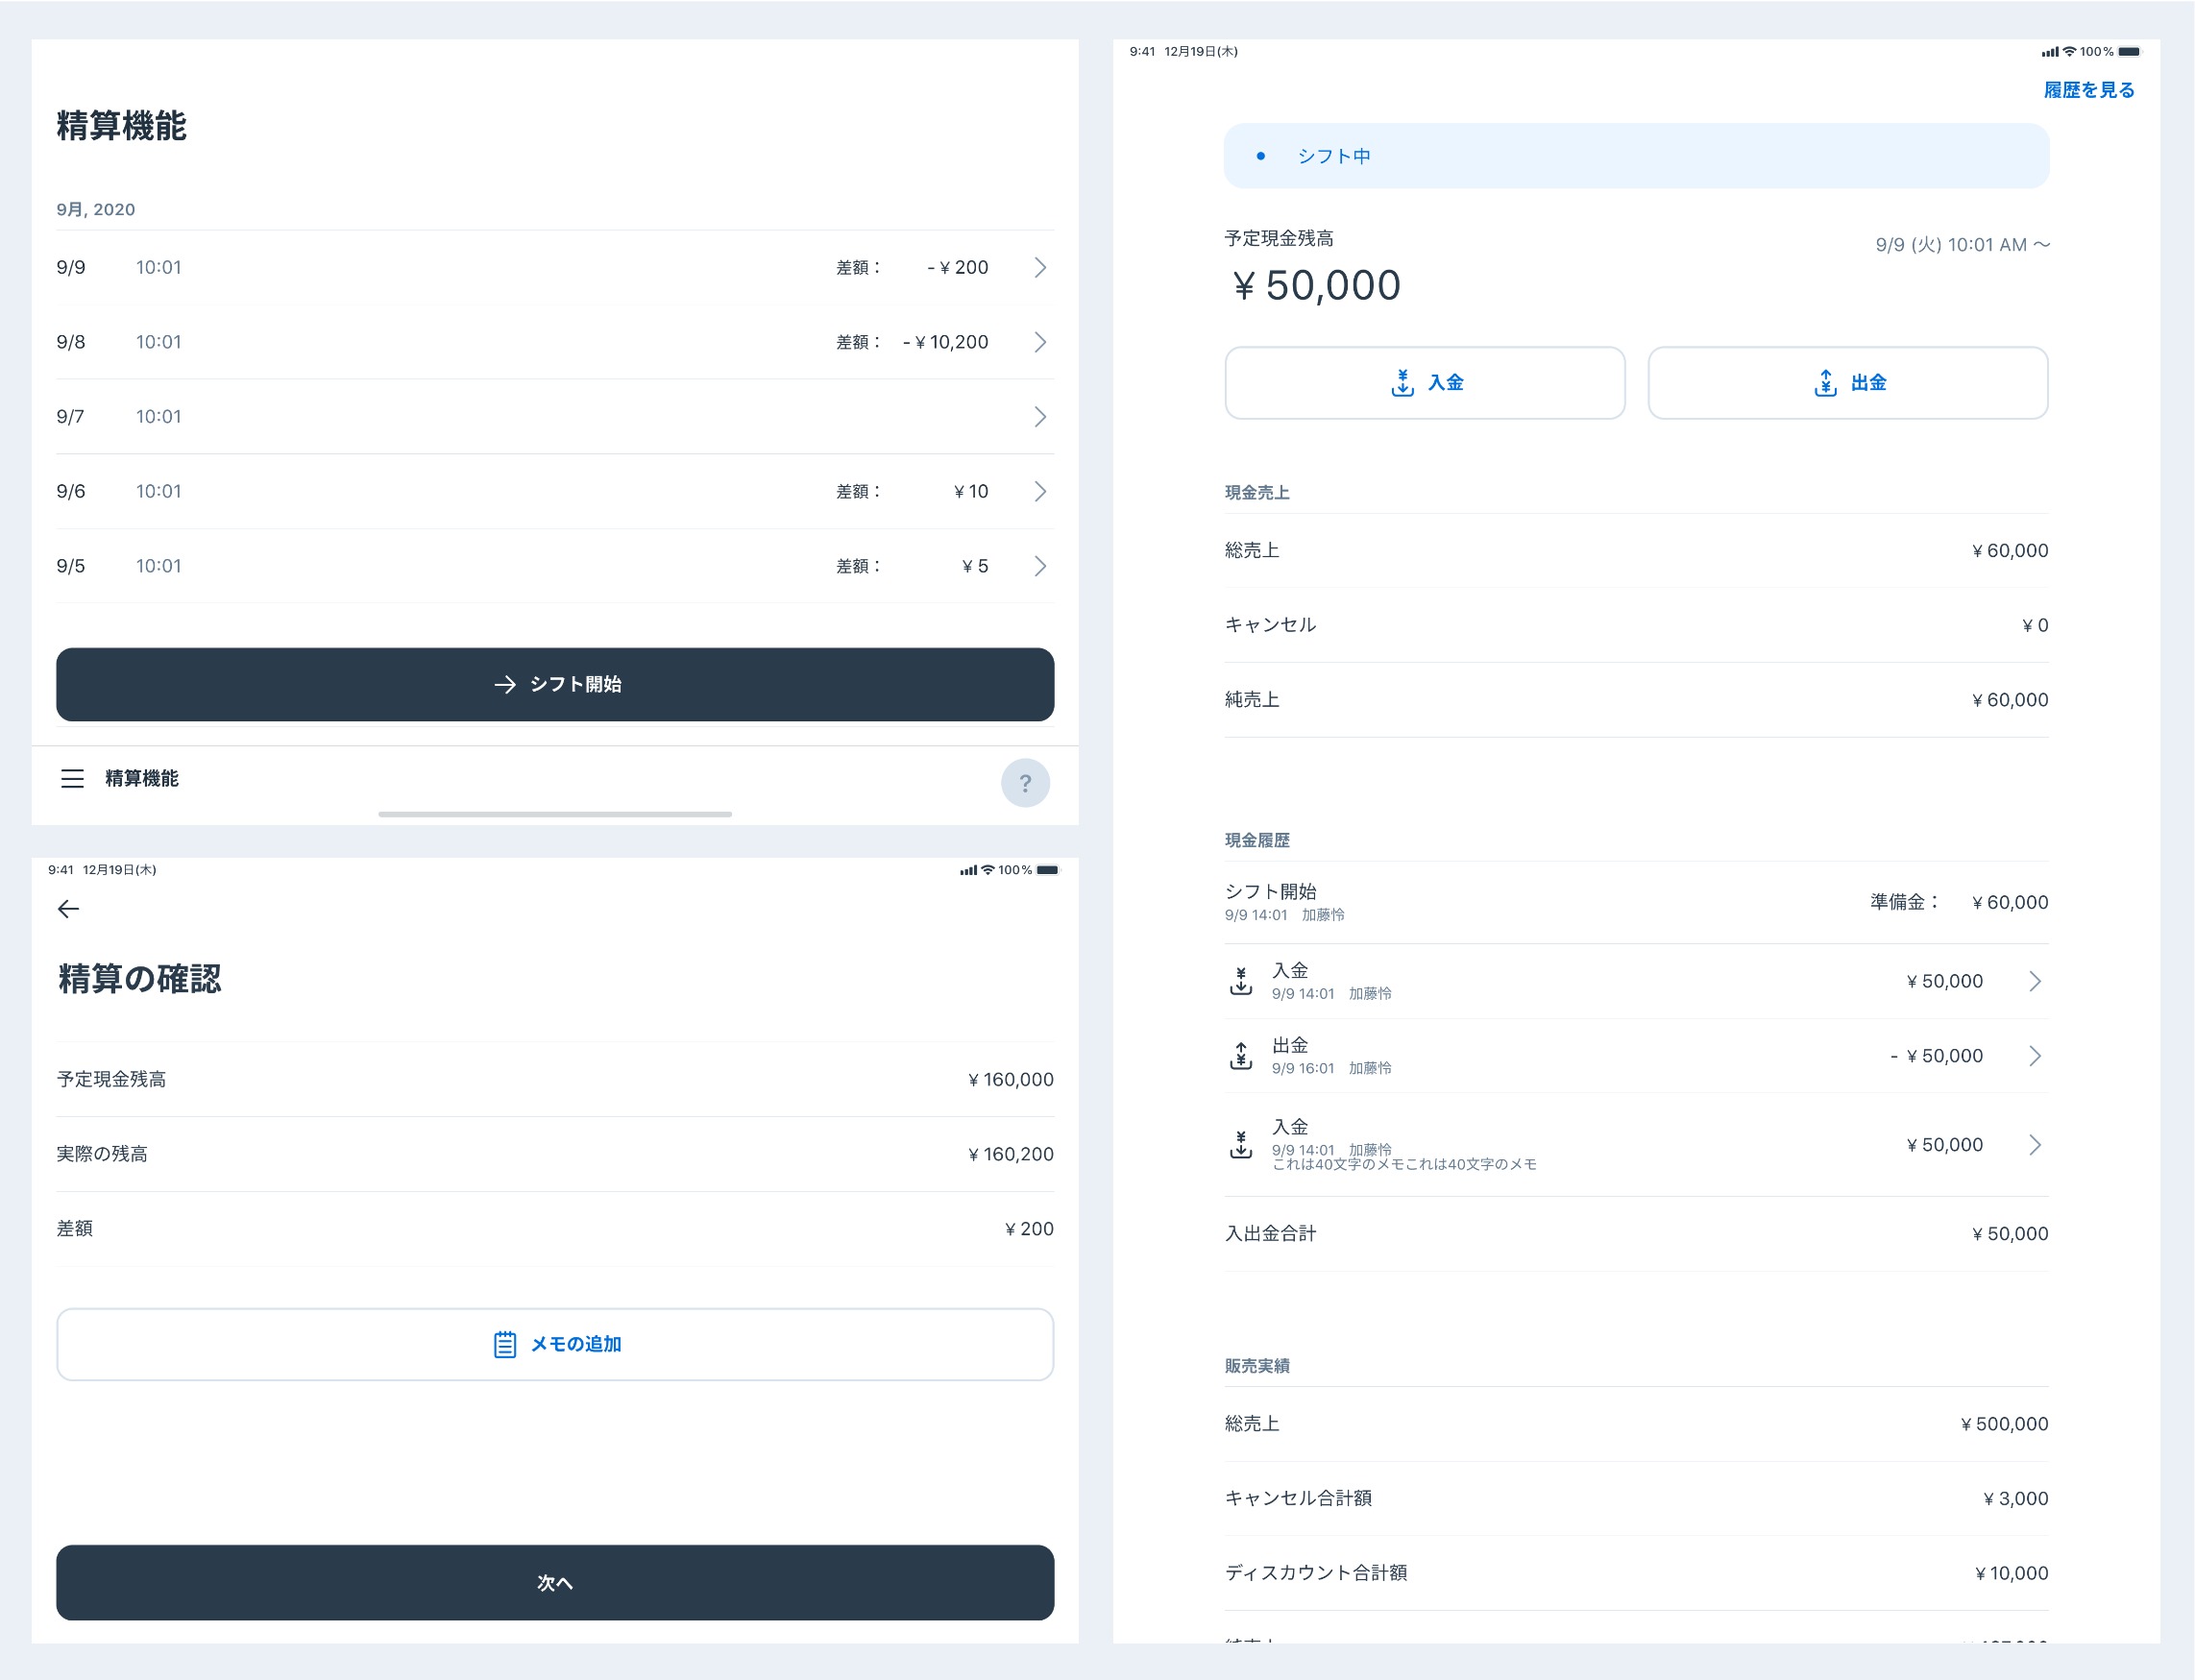 精算機能
9月, 2020
9/9 10:01 差額： - ¥ 200
9/8 10:01 差額： - ¥ 10,200
9/7 10:01
9/6 10:01 差額： ¥ 10
9/5 10:01 差額： ¥ 5
シフト開始
精算機能
?
9:41 12月19日(木) 100%
精算の確認
予定現金残高 ¥ 160,000
実際の残高 ¥ 160,200
差額 ¥ 200
メモの追加
次へ
9:41 12月19日(木) 100%
履歴を見る
• シフト中
予定現金残高 9/9 (火) 10:01 AM 〜
¥ 50,000
入金 出金
現金売上
総売上 ¥ 60,000
キャンセル ¥ 0
純売上 ¥ 60,000
現金履歴
シフト開始
9/9 14:01 加藤怜
準備金： ¥ 60,000
入金
9/9 14:01 加藤怜
¥ 50,000
出金
9/9 16:01 加藤怜
- ¥ 50,000
入金
9/9 14:01 加藤怜
これは40文字のメモこれは40文字のメモ
¥ 50,000
入出金合計 ¥ 50,000
販売実績
総売上 ¥ 500,000
キャンセル合計額 ¥ 3,000
ディスカウント合計額 ¥ 10,000